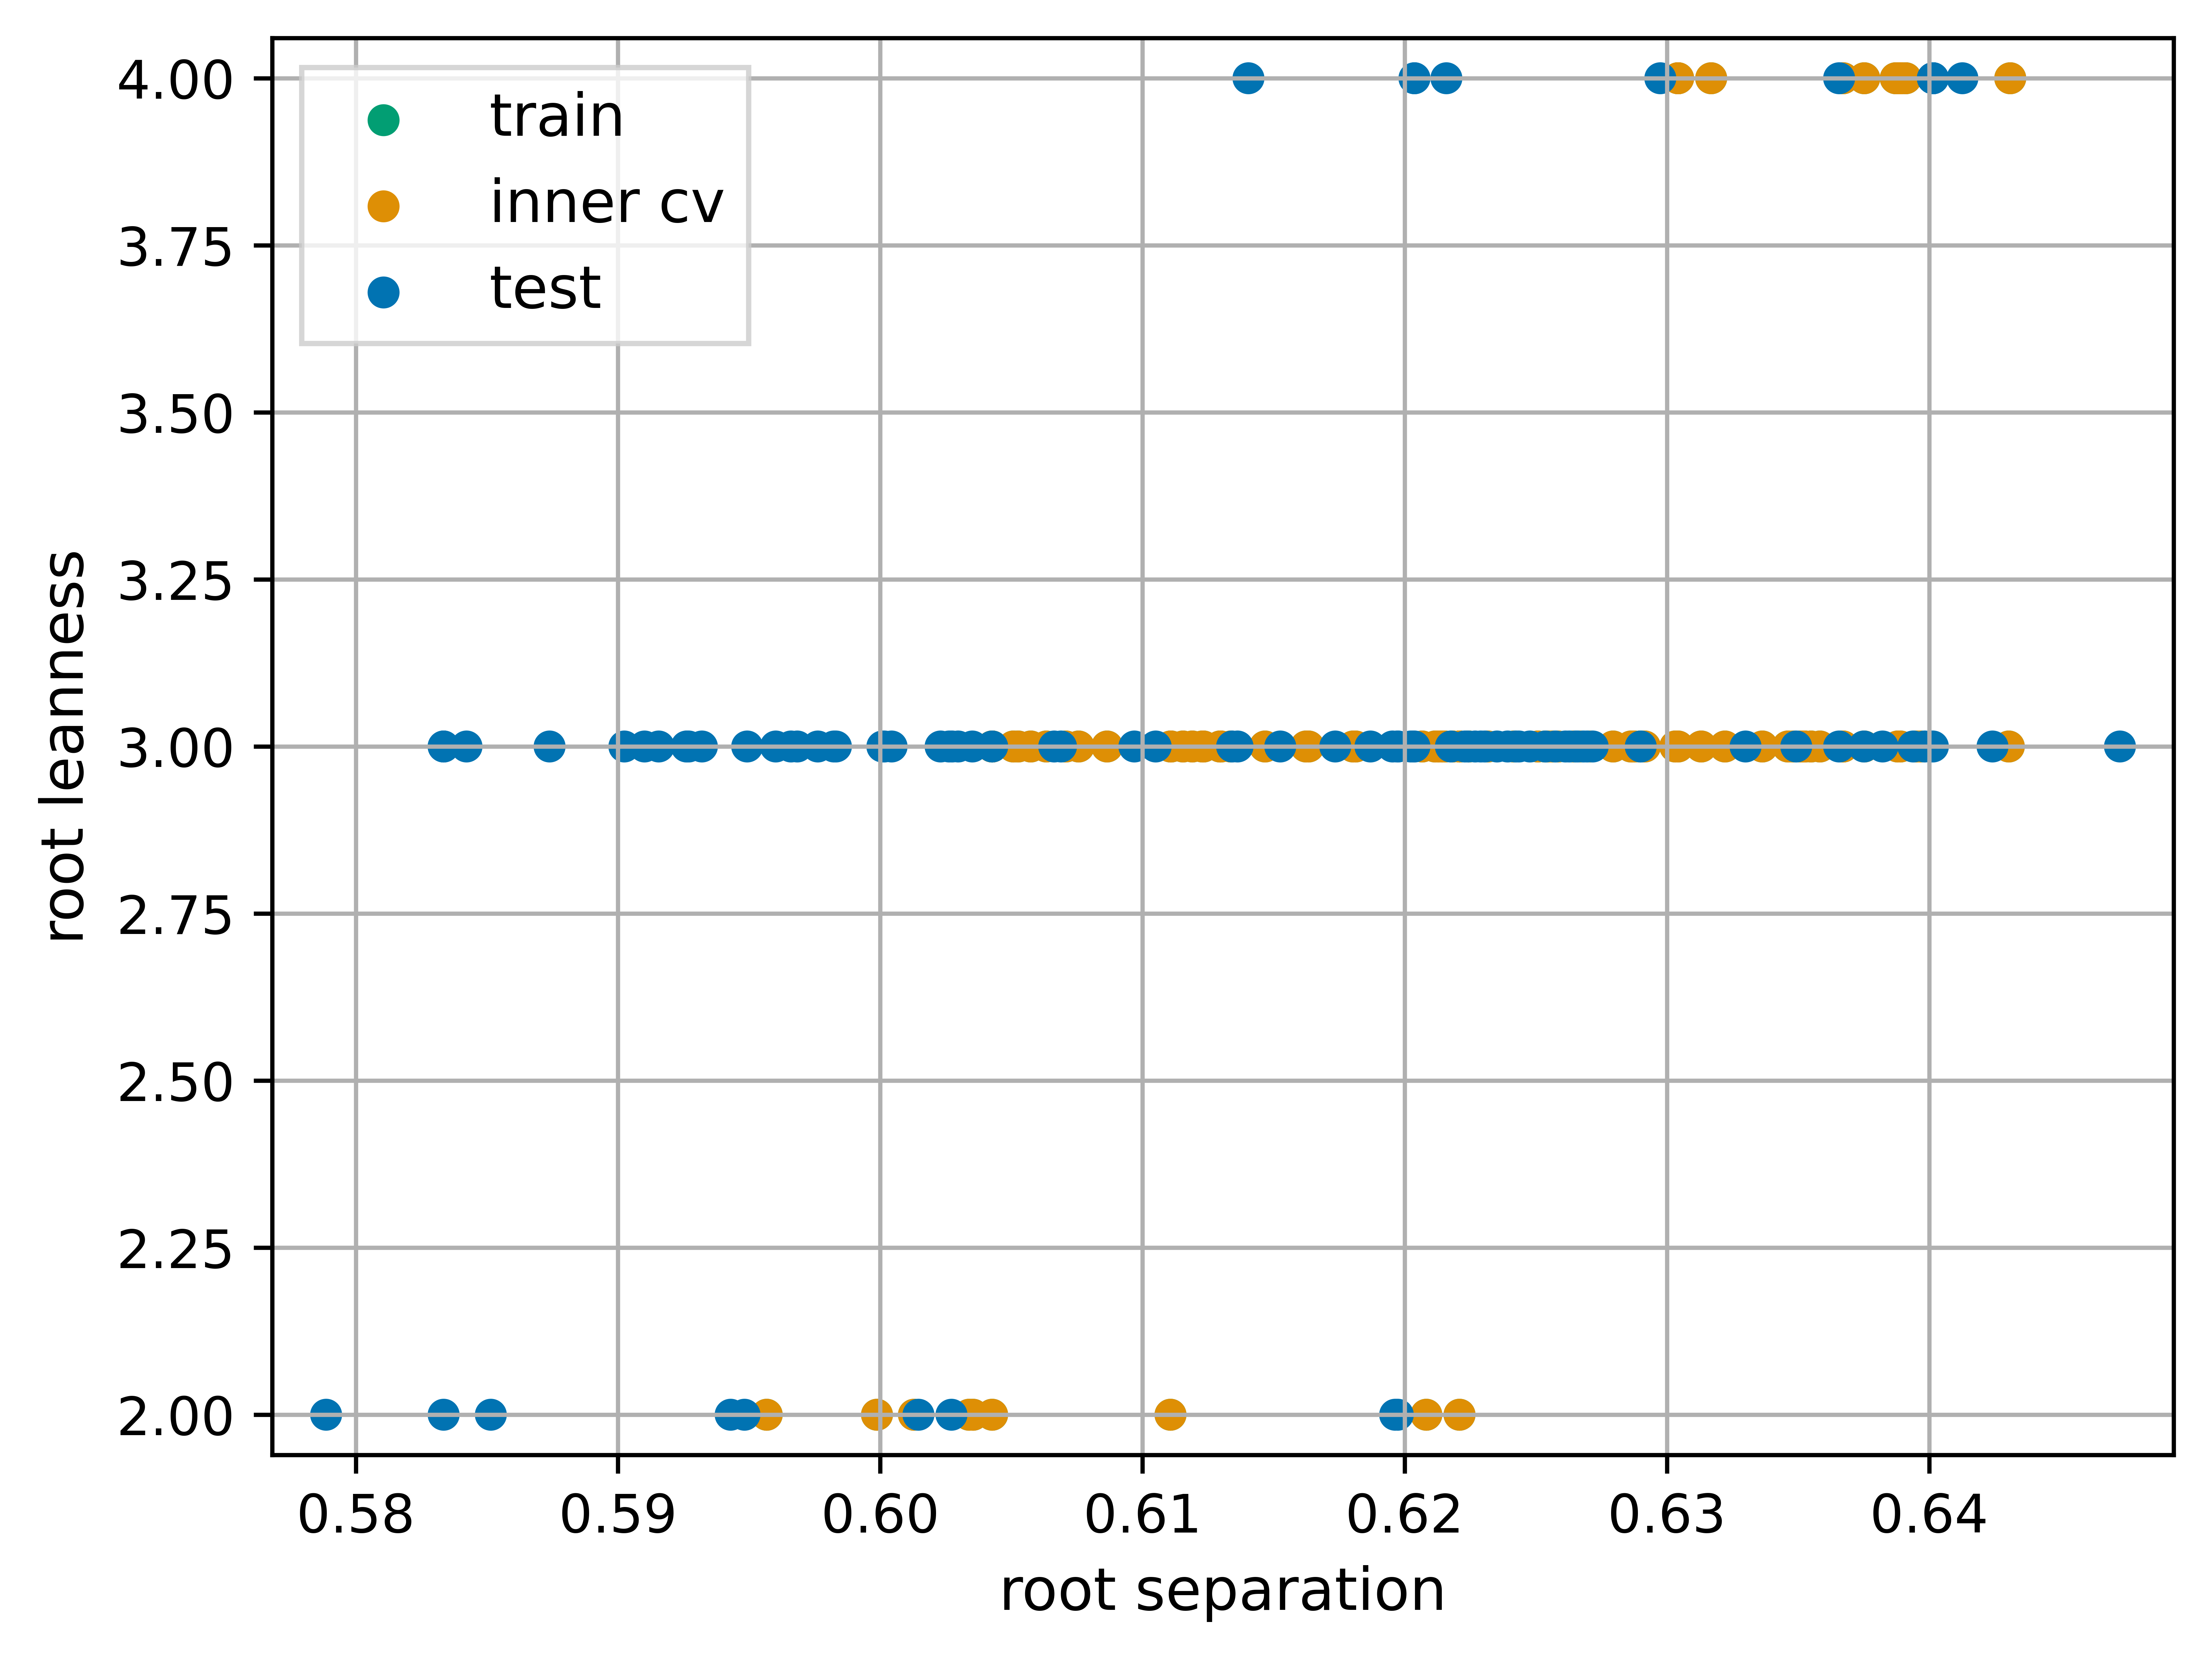 4.00
3.75
3.50
3.25
3.00
2.75
2.50
2.25
2.00
root leanness
train
inner cv
test
0.58 0.59 0.60 0.61 0.62 0.63 0.64
root separation